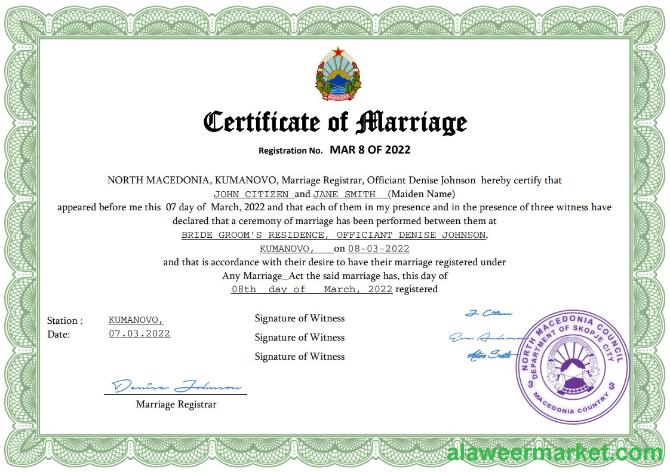 Certificate of Marriage
Registration No. MAR 8 OF 2022
NORTH MACEDONIA, KUMANOVO, Marriage Registrar, Officiant Denise Johnson hereby certify that
JOHN CITIZEN and JANE SMITH (Maiden Name)
appeared before me this 07 day of March, 2022 and that each of them in my presence and in the presence of three witness have
declared that a ceremony of marriage has been performed between them at
BRIDE GROOM'S RESIDENCE, OFFICIANT DENISE JOHNSON,
KUMANOVO, on 08-03-2022
and that is accordance with their desire to have their marriage registered under
Any Marriage_Act the said marriage has, this day of
08th day of March, 2022 registered
Station : KUMANOVO,
Date: 07.03.2022
Signature of Witness
Signature of Witness
Signature of Witness
Denise Johnson
Marriage Registrar
NORTH MACEDONIA COUNCIL
DEPARTMENT OF SKOPJE CITY
3 3
MACEDONIA COUNTRY
alaweermarket.com